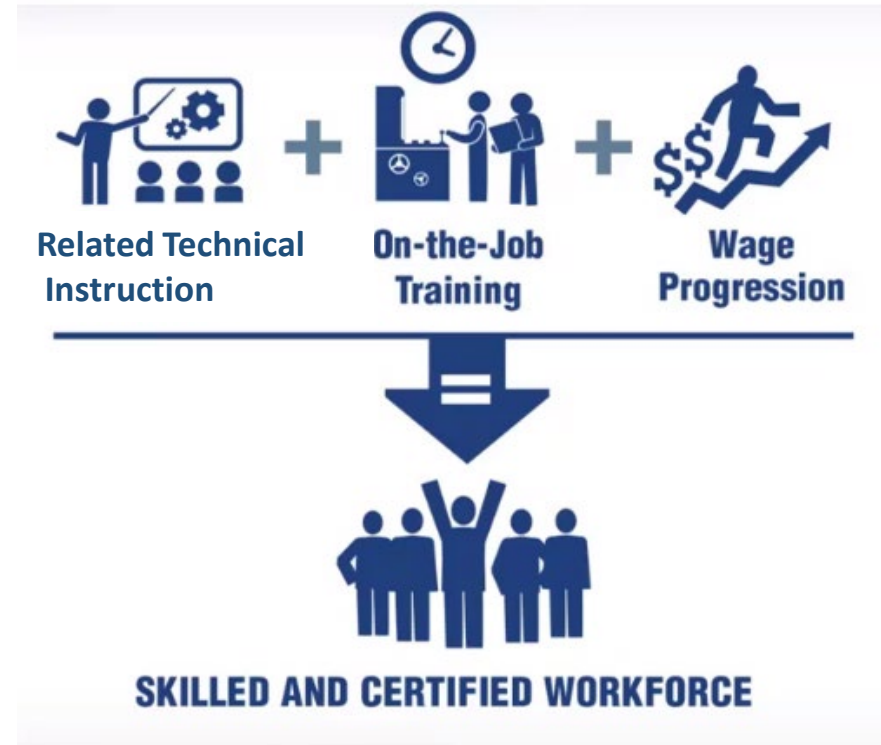 Related Technical
Instruction
+
On-the-Job
Training
+
Wage
Progression
$$
=
SKILLED AND CERTIFIED WORKFORCE